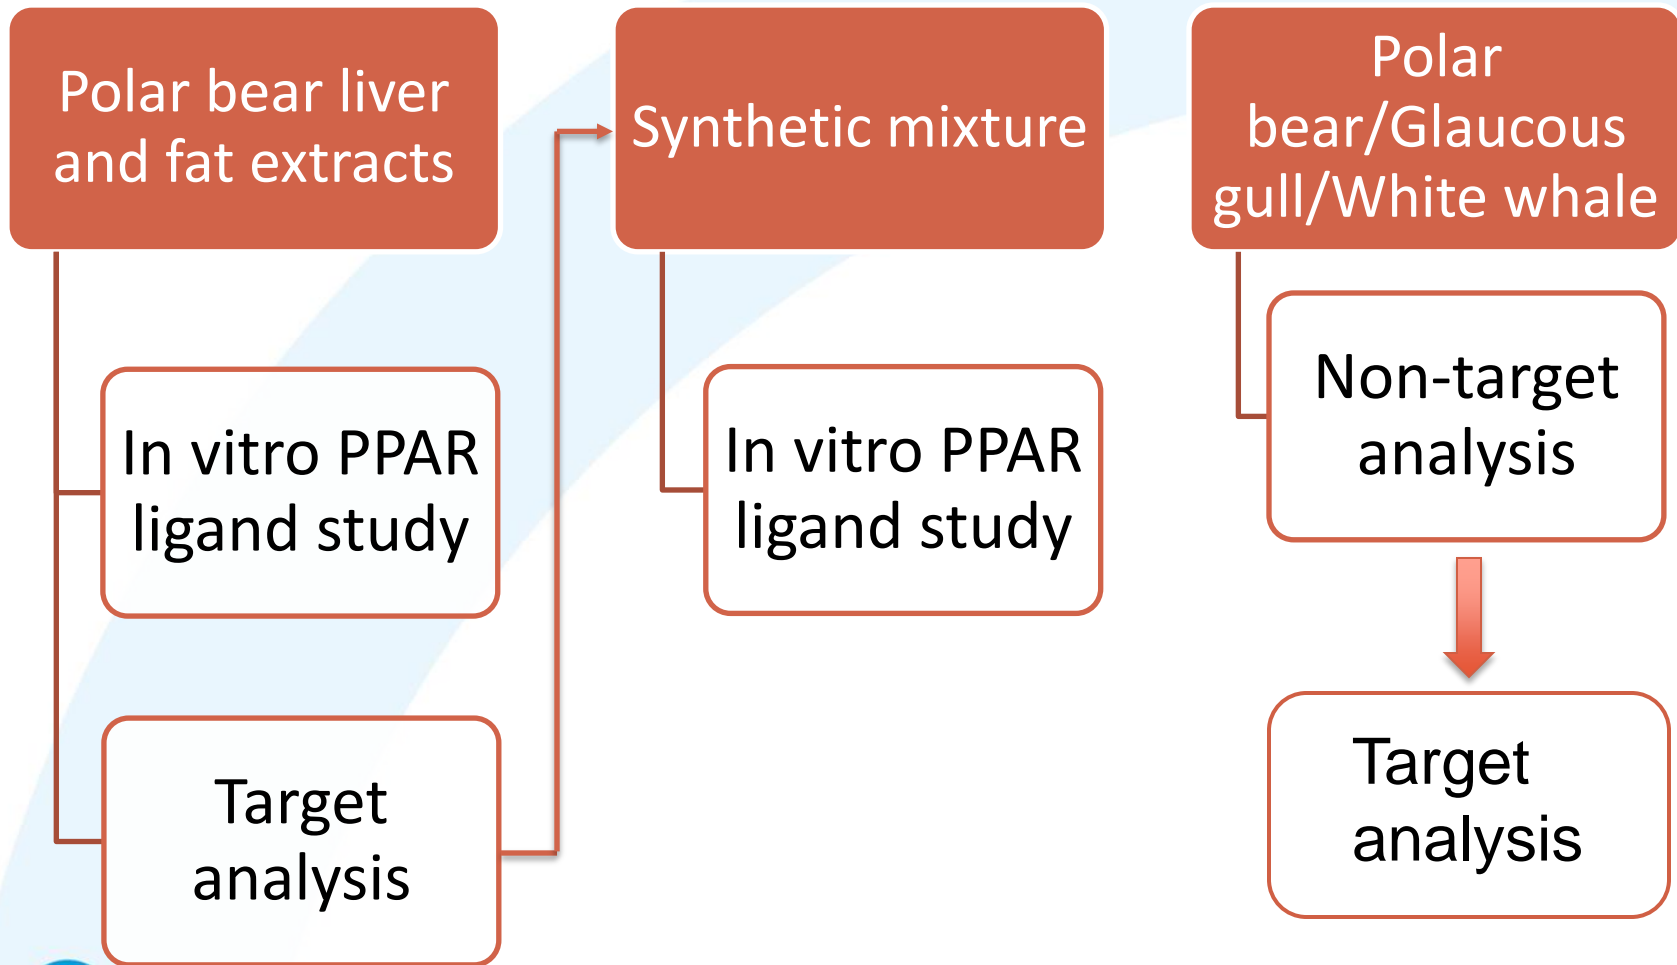 Polar bear liver
and fat extracts
In vitro PPAR
ligand study
Target
analysis
Synthetic mixture
In vitro PPAR
ligand study
Polar
bear/Glaucous
gull/White whale
Non-target
analysis
Target
analysis